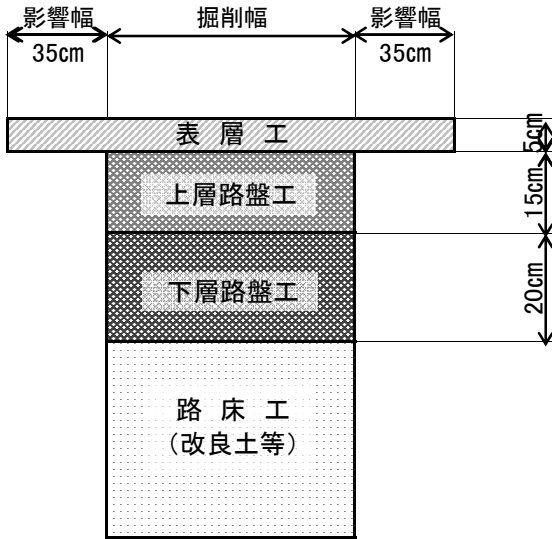 影響幅 掘削幅 影響幅
35cm 35cm
表層工
5cm
上層路盤工
15cm
下層路盤工
20cm
路床工
(改良土等)